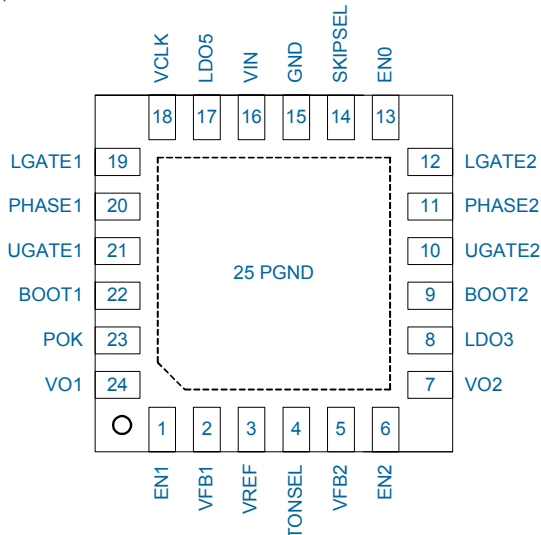 VCLK
LDO5
VIN
GND
SKIPSEL
EN0
18
17
16
15
14
13
LGATE1 19
12 LGATE2
PHASE1 20
11 PHASE2
UGATE1 21
10 UGATE2
25 PGND
BOOT1 22
9 BOOT2
POK 23
8 LDO3
VO1 24
7 VO2
1
2
3
4
5
6
EN1
VFB1
VREF
TONSEL
VFB2
EN2